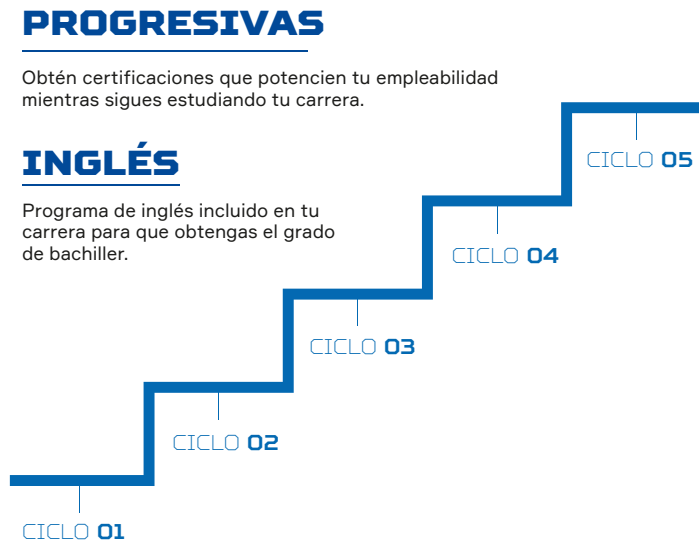 PROGRESIVAS
Obtén certificaciones que potencien tu empleabilidad
mientras sigues estudiando tu carrera.
INGLÉS
Programa de inglés incluido en tu
carrera para que obtengas el grado
de bachiller.
CICLO 05
CICLO 04
CICLO 03
CICLO 02
CICLO 01